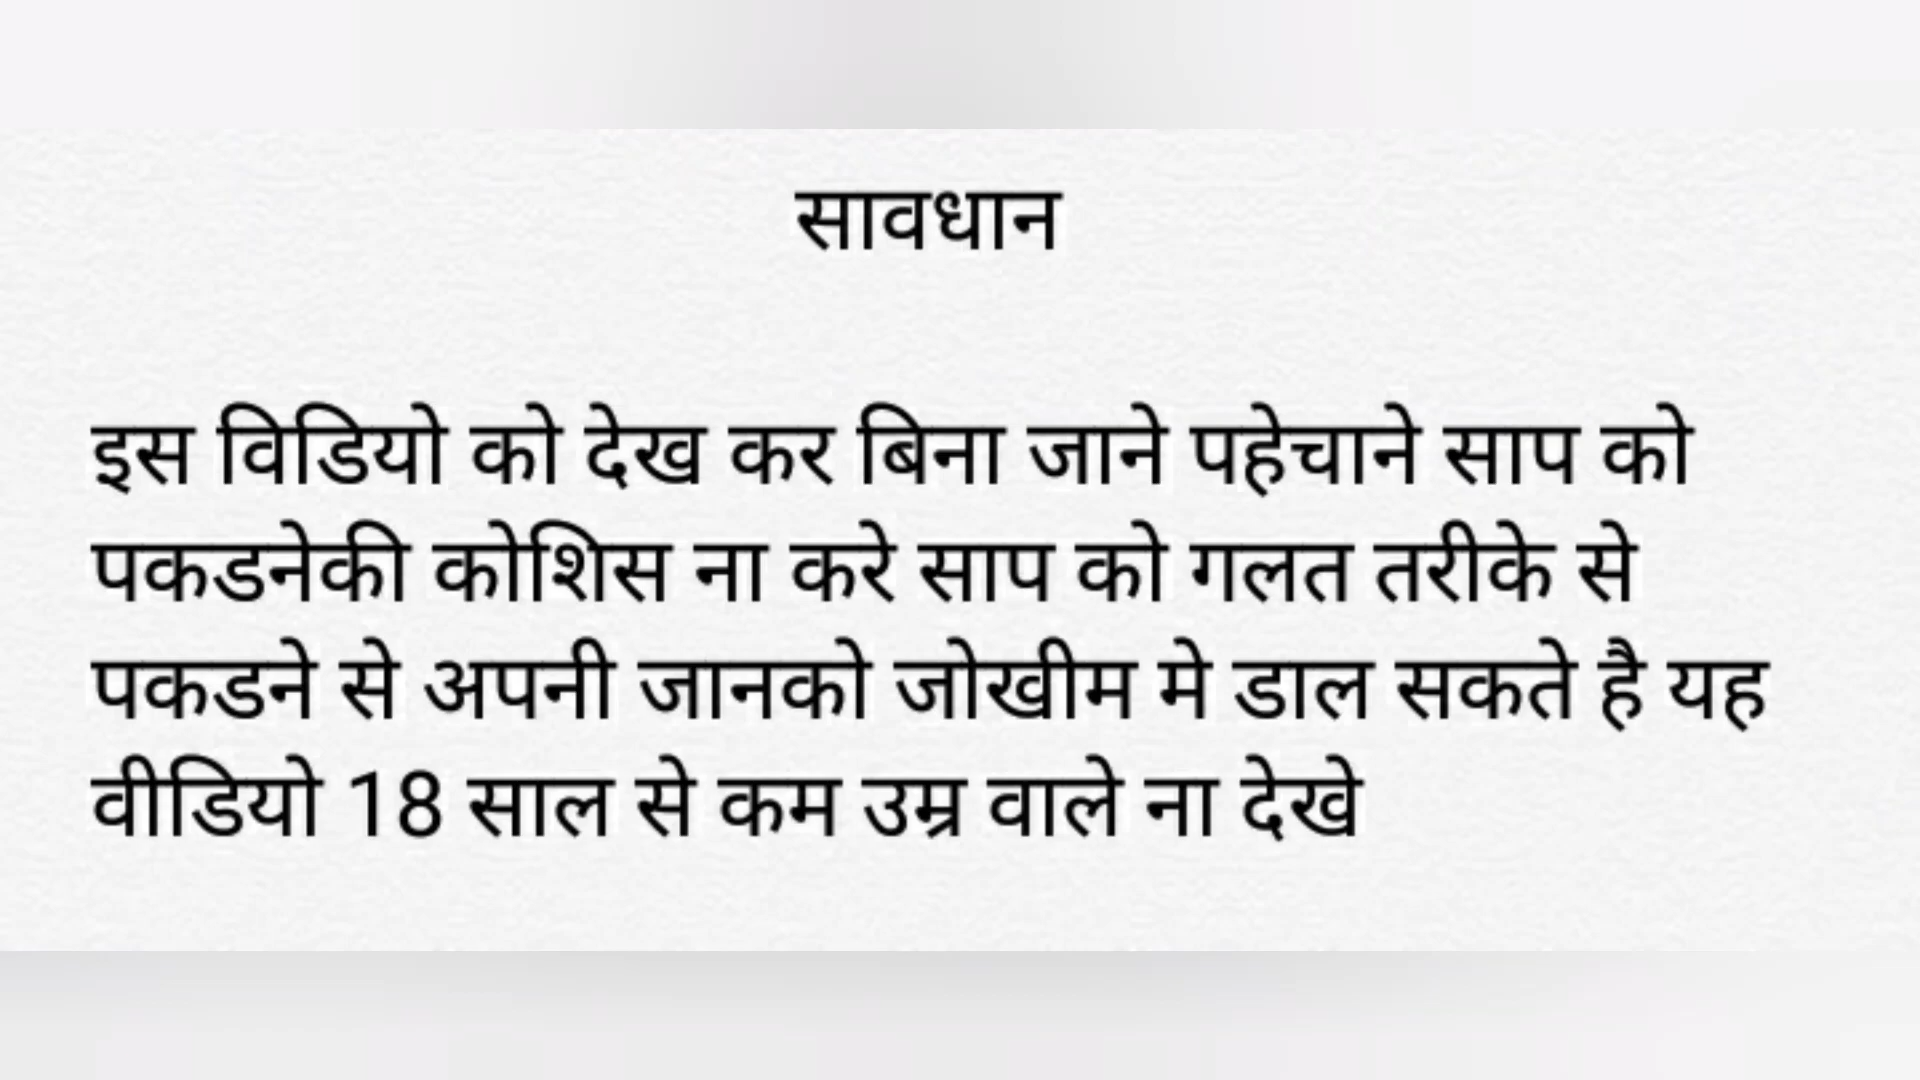 सावधान
इस विडियो को देख कर बिना जाने पहेचाने साप को
पकडनेकी कोशिस ना करे साप को गलत तरीके से
पकडने से अपनी जानको जोखीम मे डाल सकते है यह
वीडियो 18 साल से कम उम्र वाले ना देखे